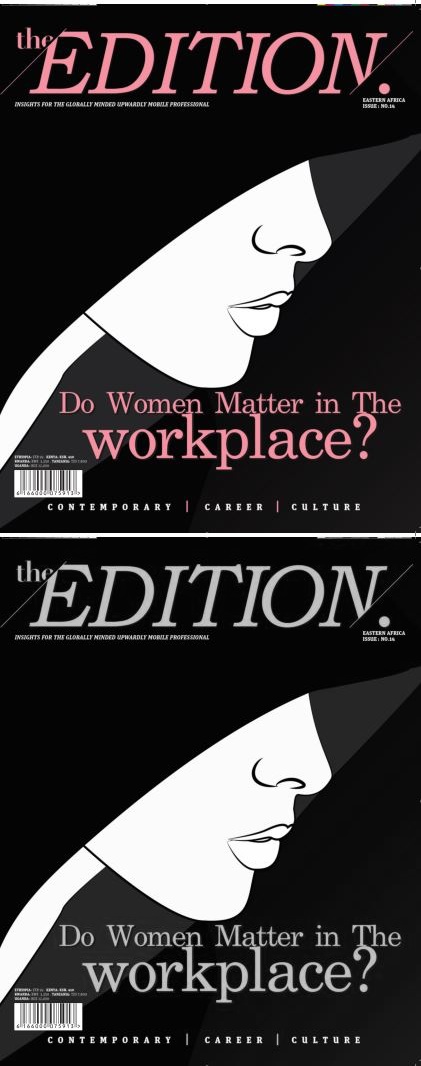 the EDITION.
INSIGHTS FOR THE GLOBALLY MINDED UPWARDLY MOBILE PROFESSIONAL
EASTERN AFRICA
ISSUE : NO.14
Do Women Matter in The
workplace?
CONTEMPORARY | CAREER | CULTURE
the EDITION.
INSIGHTS FOR THE GLOBALLY MINDED UPWARDLY MOBILE PROFESSIONAL
EASTERN AFRICA
ISSUE : NO.14
Do Women Matter in The
workplace?
CONTEMPORARY | CAREER | CULTURE